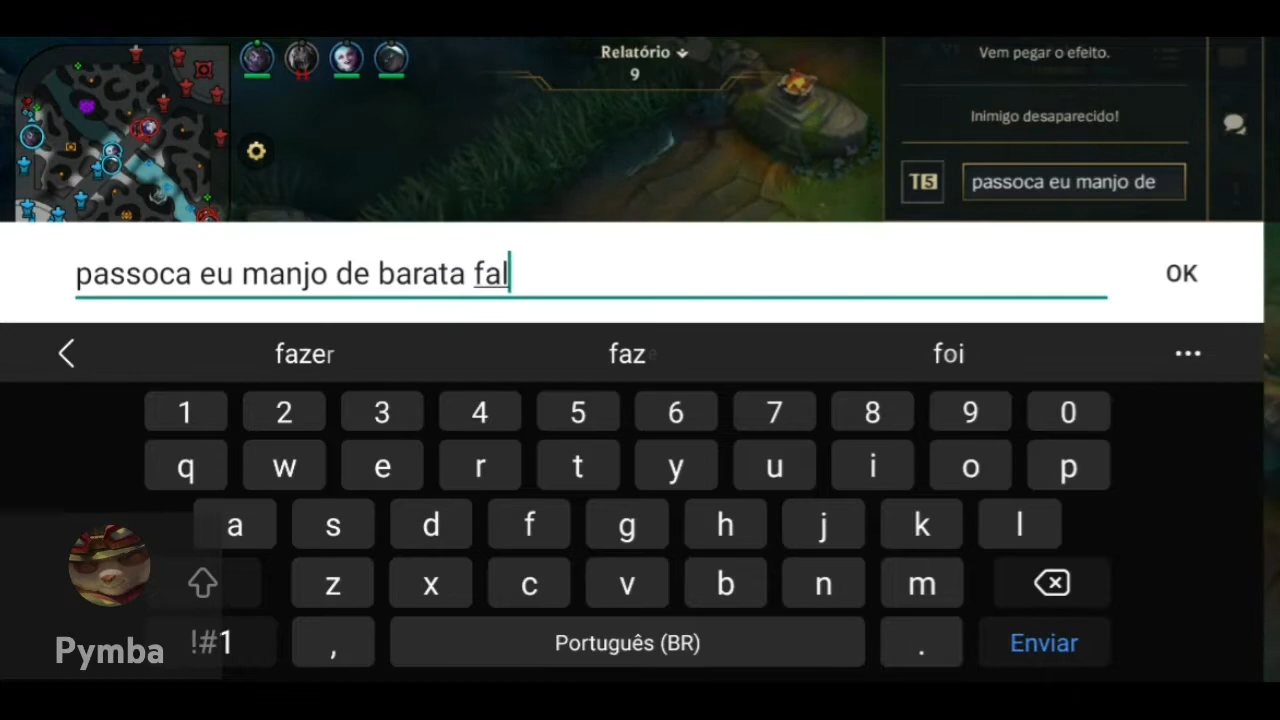 Relatório
9
Vem pegar o efeito.
Inimigo desaparecido!
T5
passoca eu manjo de
passoca eu manjo de barata fal
OK
fazer
faze
foi
1 2 3 4 5 6 7 8 9 0
q w e r t y u i o p
a s d f g h j k l
z x c v b n m
!#1 , Português (BR) . Enviar
Pymba